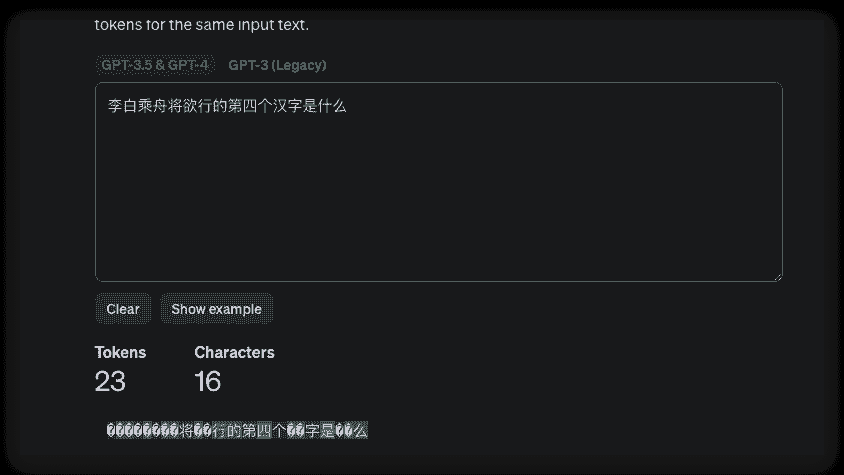 tokens for the same input text.
GPT-3.5 & GPT-4 GPT-3 (Legacy)
李白乘舟将欲行的第四个汉字是什么
Clear Show example
Tokens Characters
23 16
���������将��行的第四个��字是��么